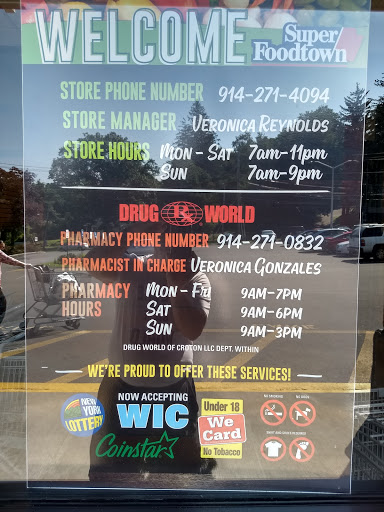 WELCOME
Super/
Foodtown
STORE PHONE NUMBER 914-271-4094
STORE MANAGER VERONICA REYNOLDS
STORE HOURS MON - SAT 7AM-11PM
SUN 7AM-9PM
DRUG Rx WORLD
PHARMACY PHONE NUMBER 914-271-0832
PHARMACIST IN CHARGE VERONICA GONZALES
PHARMACY HOURS MON - FRI 9AM-7PM
SAT 9AM-6PM
SUN 9AM-3PM
DRUG WORLD OF CROTON LLC DEPT. WITHIN
WE'RE PROUD TO OFFER THESE SERVICES!
NEW YORK LOTTERY
NOW ACCEPTING
WIC
Coinstar
Under 18
We Card
No Tobacco
NO SMOKING